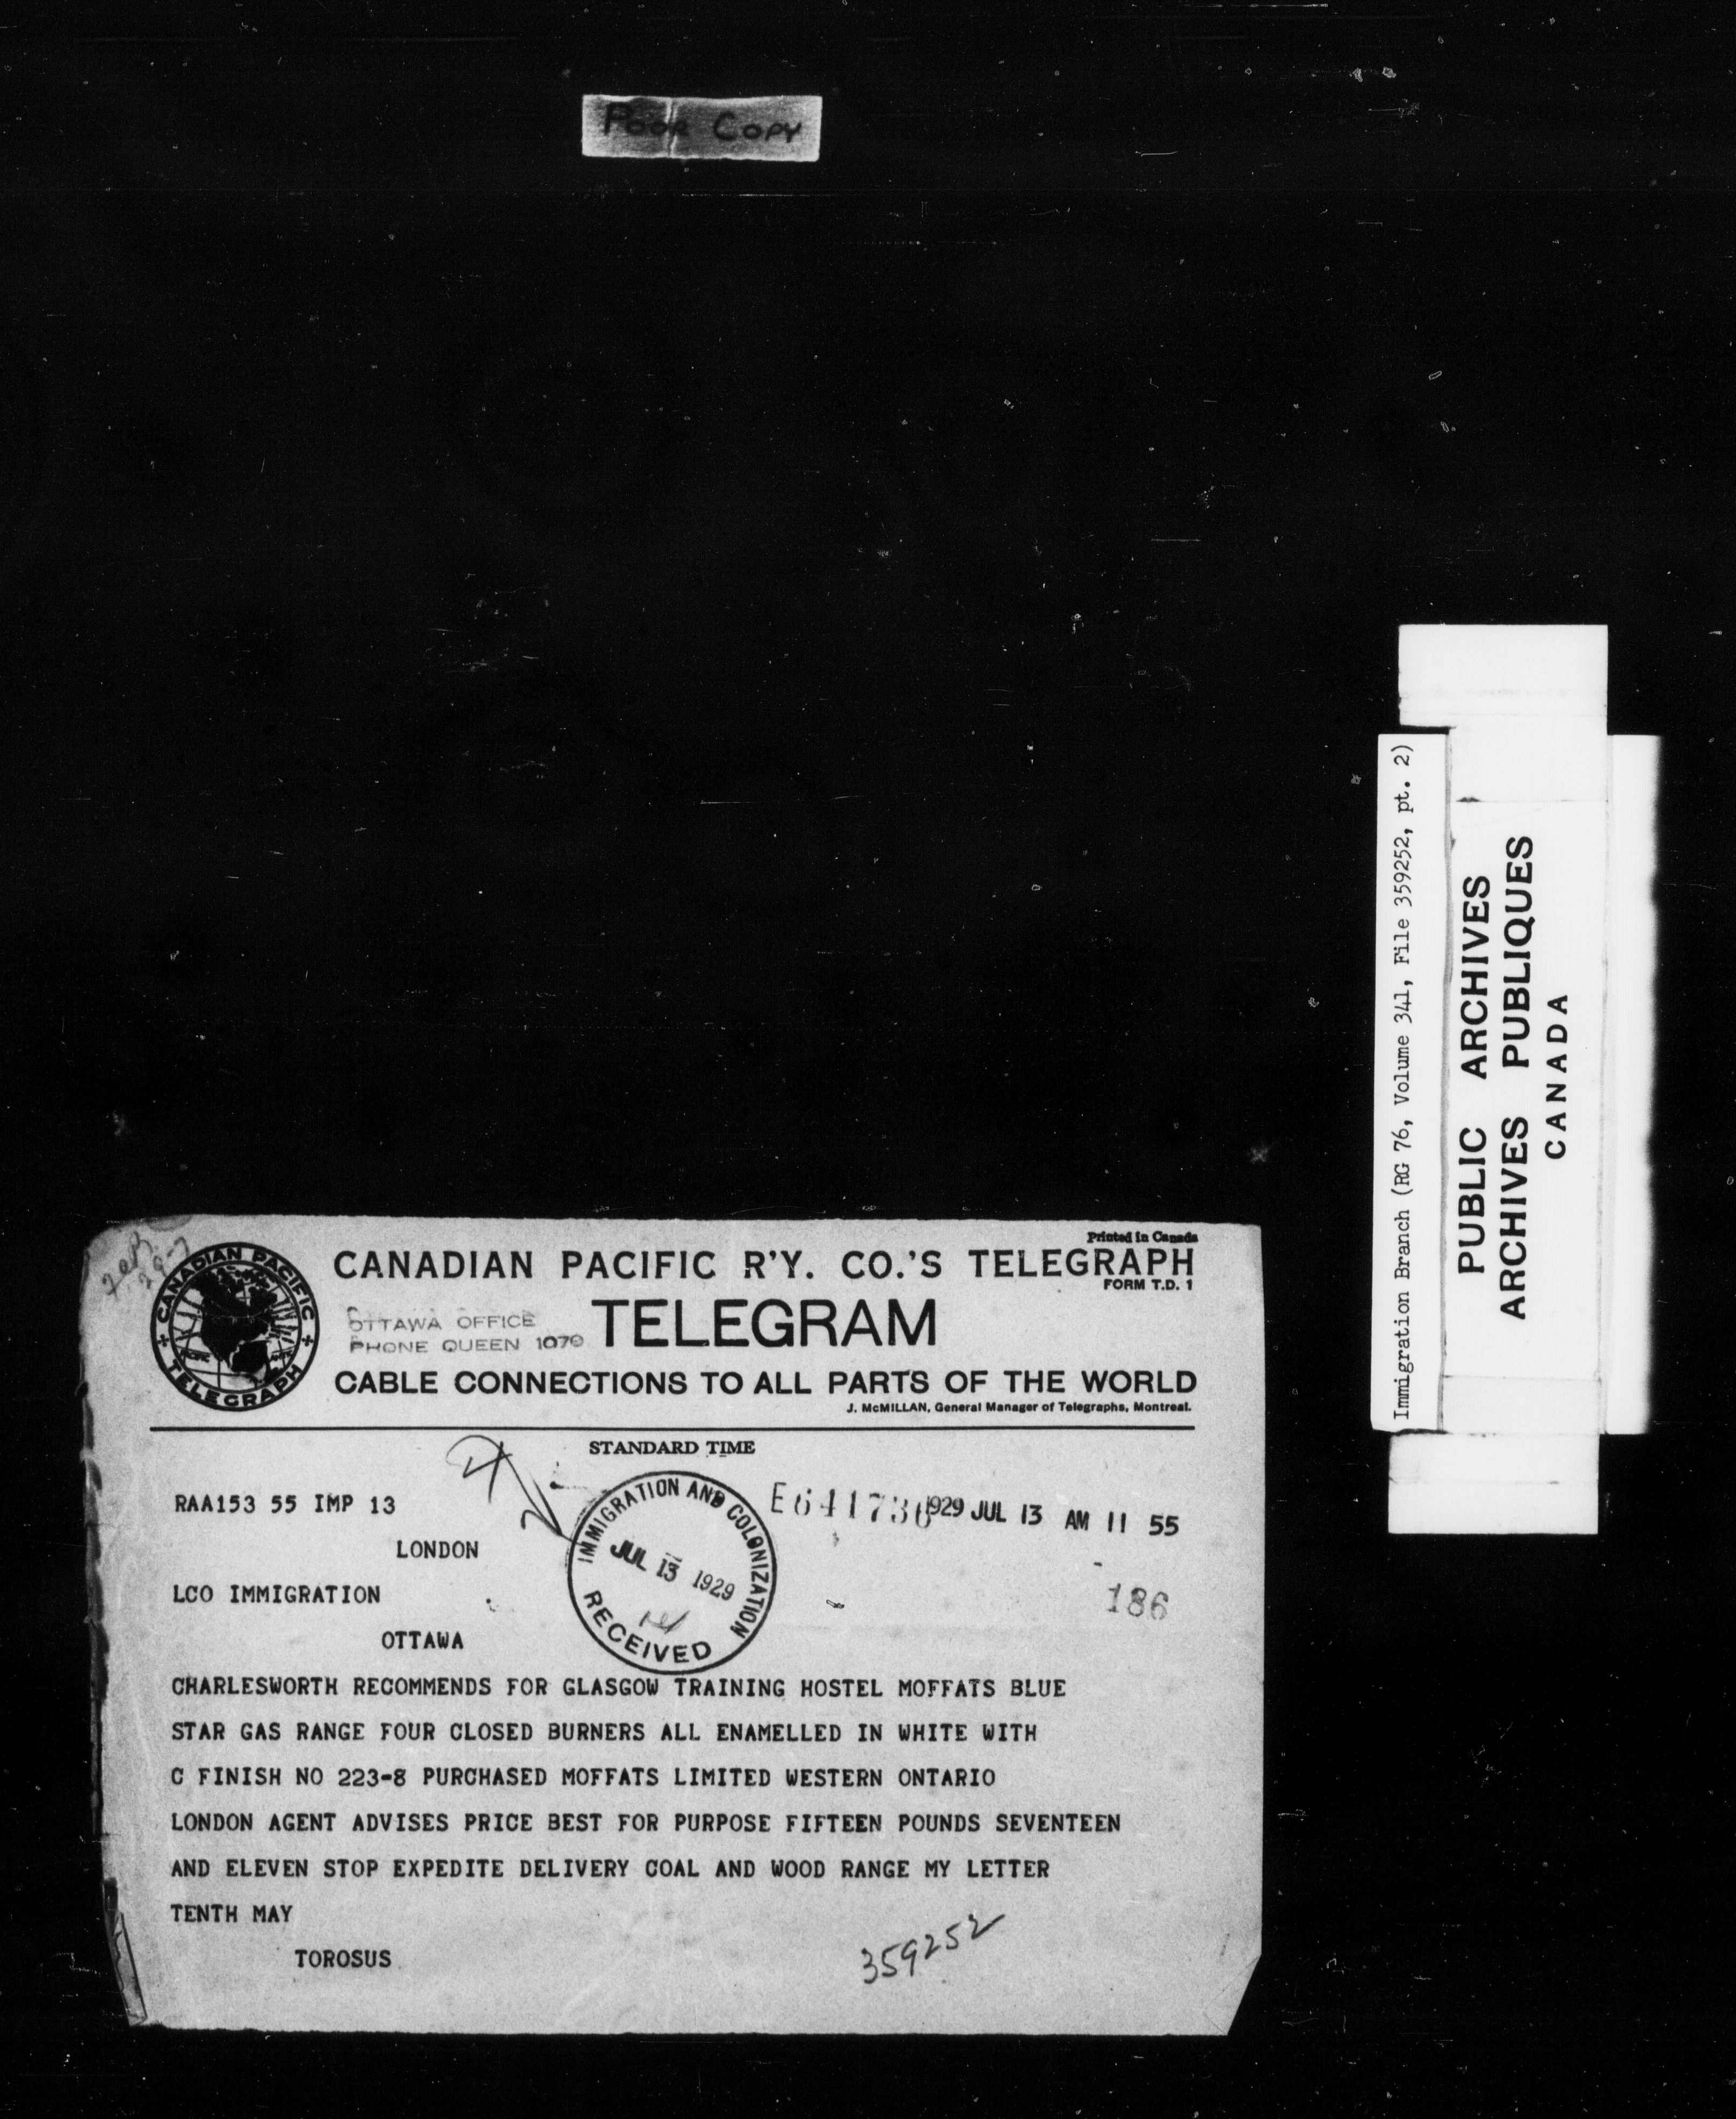 POOR COPY
Printed in Canada
CANADIAN PACIFIC R'Y. CO.'S TELEGRAPH
FORM T.D. 1
CANADIAN PACIFIC
TELEGRAPH
OTTAWA OFFICE
PHONE QUEEN 1070
TELEGRAM
CABLE CONNECTIONS TO ALL PARTS OF THE WORLD
J. McMILLAN, General Manager of Telegraphs, Montreal.
STANDARD TIME
RAA153 55 IMP 13
E641736
1929 JUL 13 AM 11 55
LONDON
IMMIGRATION AND COLONIZATION
JUL 13 1929
RECEIVED
LCO IMMIGRATION
186
OTTAWA
CHARLESWORTH RECOMMENDS FOR GLASGOW TRAINING HOSTEL MOFFATS BLUE
STAR GAS RANGE FOUR CLOSED BURNERS ALL ENAMELLED IN WHITE WITH
C FINISH NO 223-8 PURCHASED MOFFATS LIMITED WESTERN ONTARIO
LONDON AGENT ADVISES PRICE BEST FOR PURPOSE FIFTEEN POUNDS SEVENTEEN
AND ELEVEN STOP EXPEDITE DELIVERY COAL AND WOOD RANGE MY LETTER
TENTH MAY
TOROSUS
359252
Immigration Branch (RG 76, Volume 341, File 359252, pt. 2)
PUBLIC ARCHIVES
ARCHIVES PUBLIQUES
CANADA